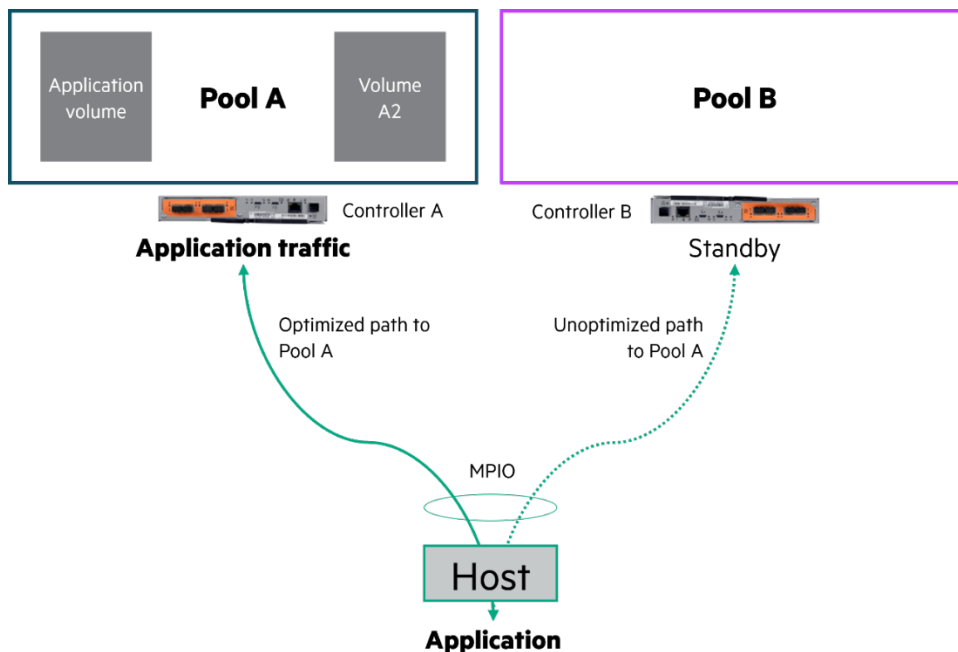 Application
volume
Pool A
Volume
A2
Pool B
Controller A
Controller B
Application traffic
Standby
Optimized path to
Pool A
Unoptimized path
to Pool A
MPIO
Host
Application